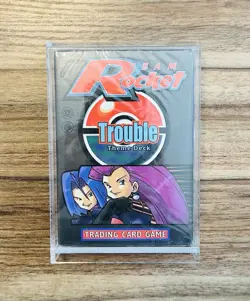 TEAM
Rocket
Trouble
Theme Deck
TRADING CARD GAME